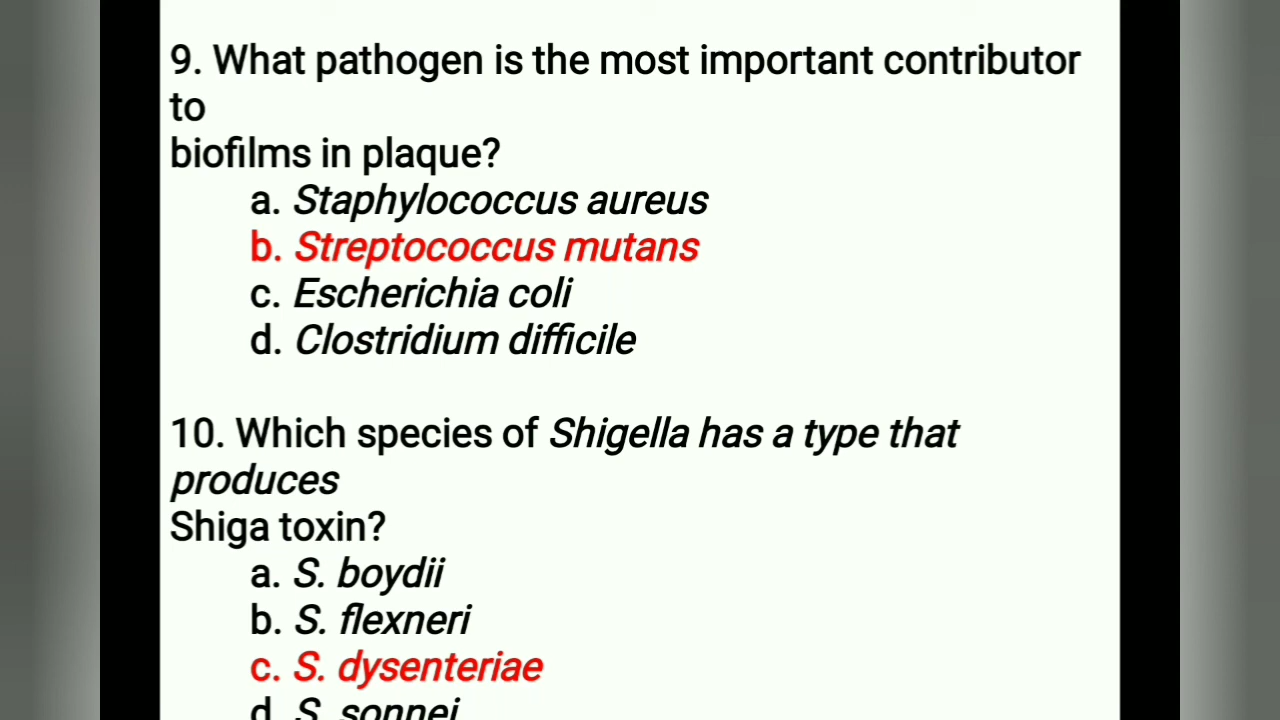 9. What pathogen is the most important contributor
to
biofilms in plaque?
a. Staphylococcus aureus
b. Streptococcus mutans
c. Escherichia coli
d. Clostridium difficile
10. Which species of Shigella has a type that
produces
Shiga toxin?
a. S. boydii
b. S. flexneri
c. S. dysenteriae
d. S. sonnei